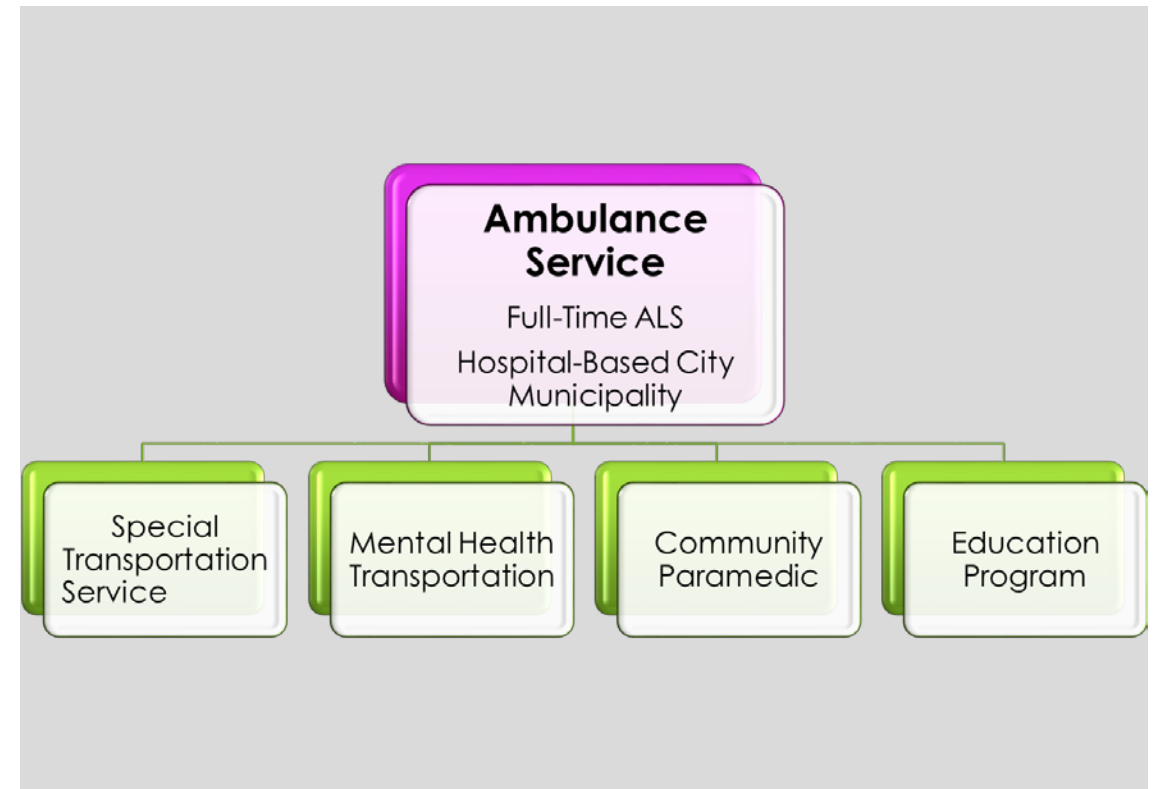 Ambulance
Service
Full-Time ALS
Hospital-Based City
Municipality
Special
Transportation
Service
Mental Health
Transportation
Community
Paramedic
Education
Program